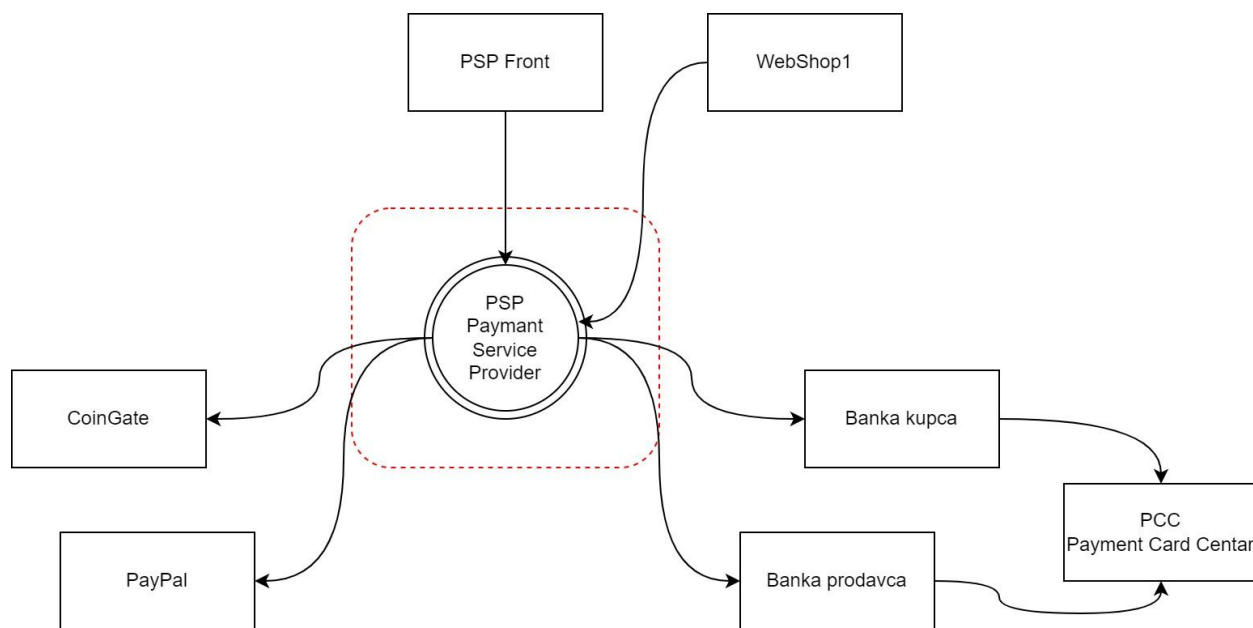 PSP Front
WebShop1
PSP
Paymant
Service
Provider
CoinGate
Banka kupca
PCC
Payment Card Centar
PayPal
Banka prodavca